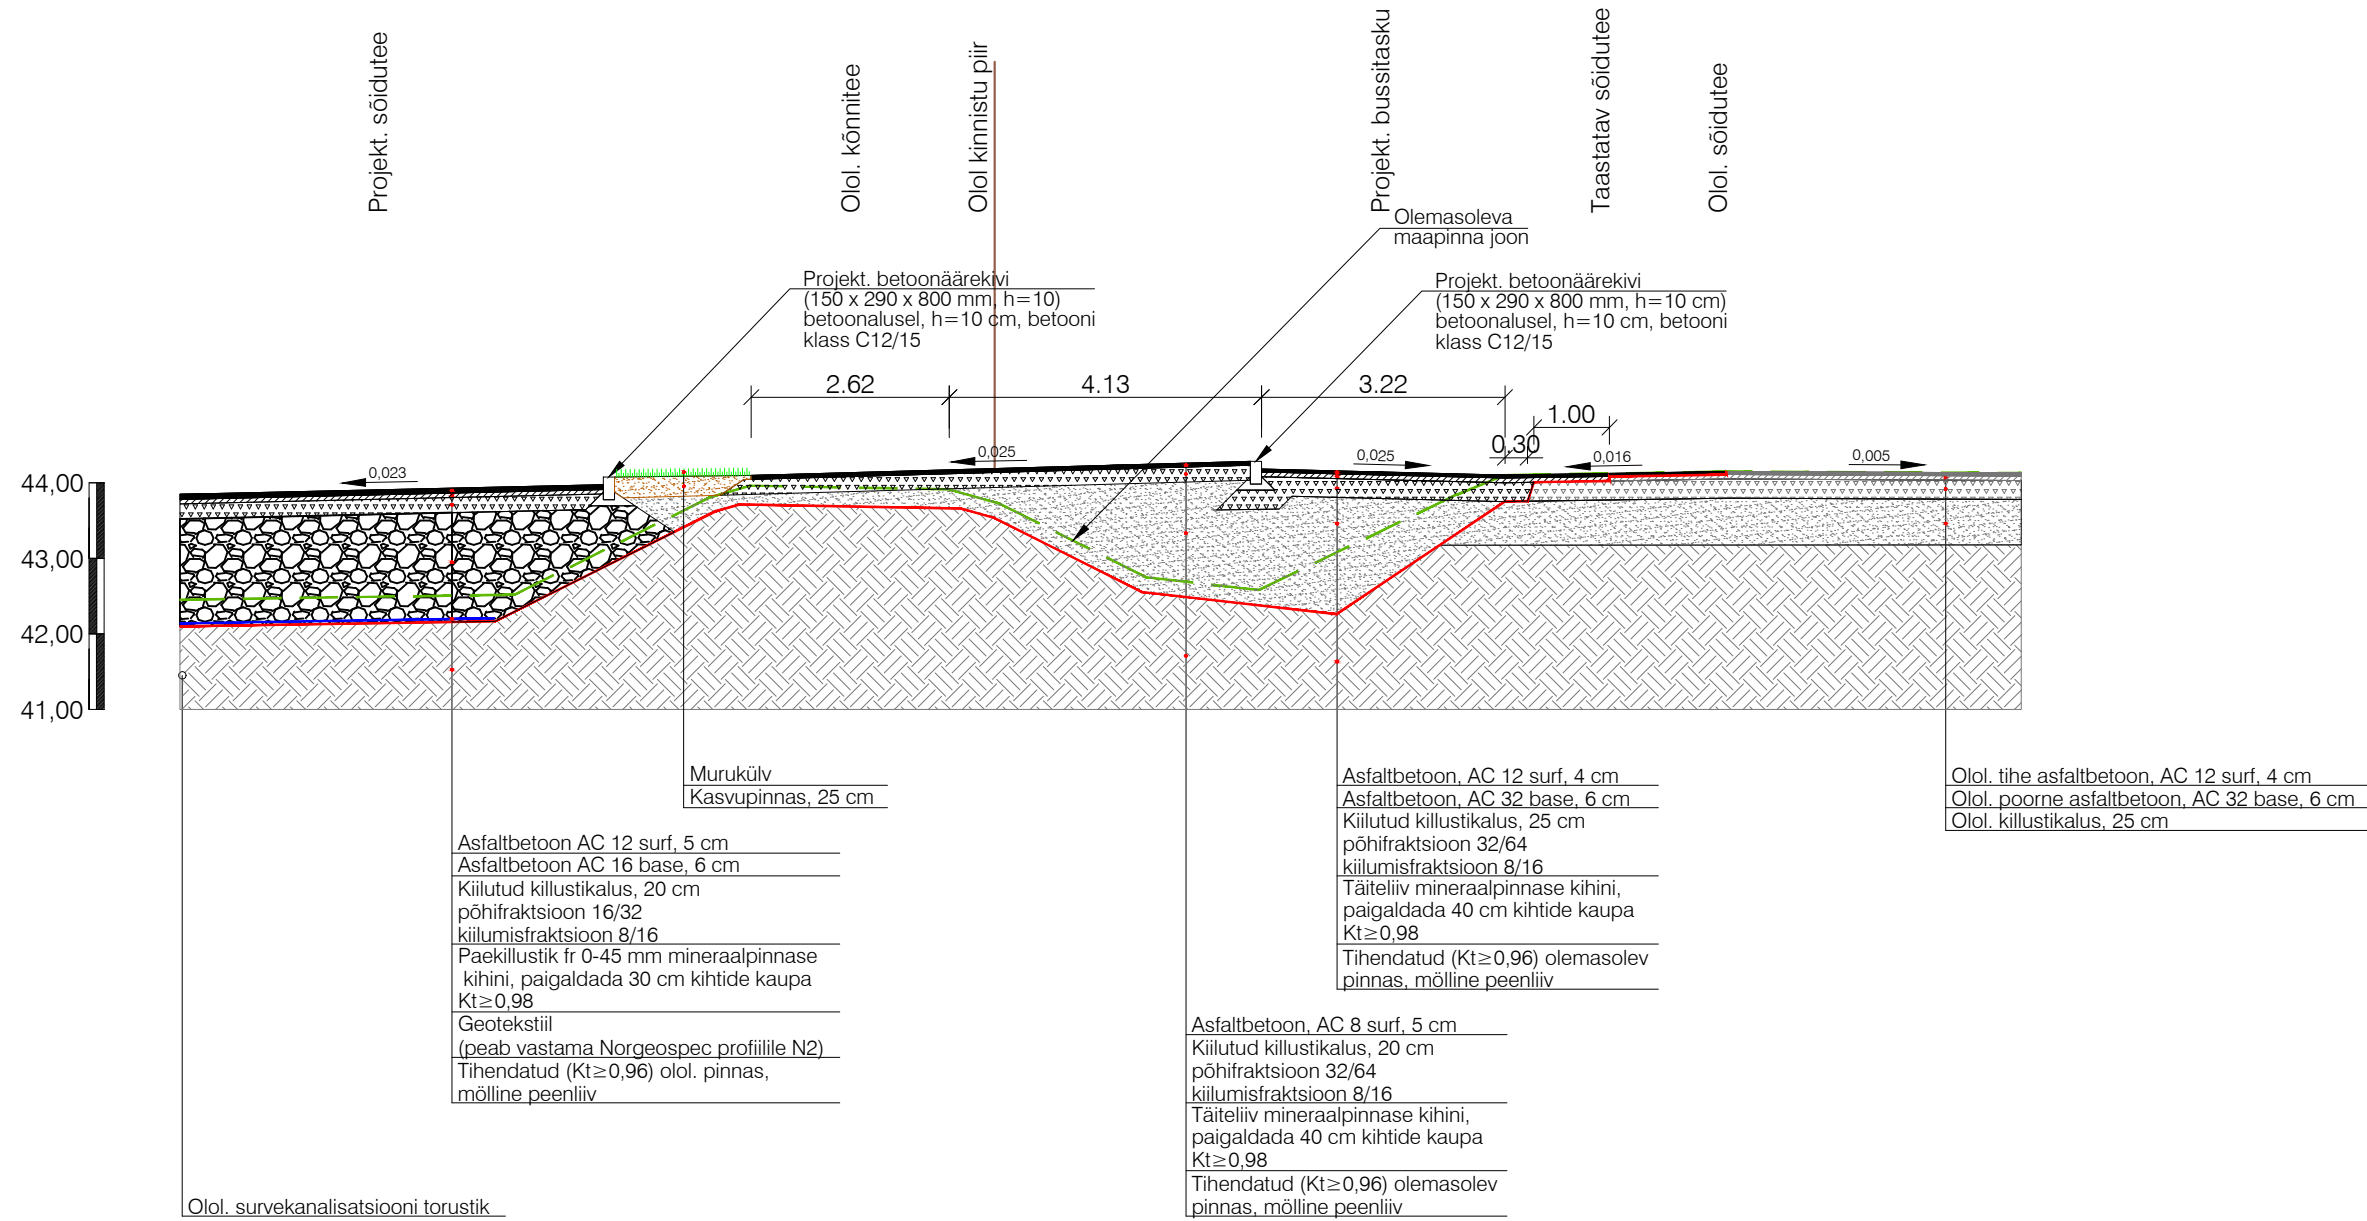 Projekt. sõidutee
Olol. kõnnitee
Olol kinnistu piir
Projekt. bussitasku
Taastatav sõidutee
Olol. sõidutee
Olemasoleva
maapinna joon
Projekt. betoonäärekivi
(150 x 290 x 800 mm, h=10)
betoonalusel, h=10 cm, betooni
klass C12/15
Projekt. betoonäärekivi
(150 x 290 x 800 mm, h=10 cm)
betoonalusel, h=10 cm, betooni
klass C12/15
2.62
4.13
3.22
1.00
0,30
0,023
0,025
0,025
0,016
0,005
44,00
43,00
42,00
41,00
Murukülv
Kasvupinnas, 25 cm
Asfaltbetoon AC 12 surf, 5 cm
Asfaltbetoon AC 16 base, 6 cm
Kiilutud killustikalus, 20 cm
põhifraktsioon 16/32
kiilumisfraktsioon 8/16
Paekillustik fr 0-45 mm mineraalpinnase
kihini, paigaldada 30 cm kihtide kaupa
Kt≥0,98
Geotekstiil
(peab vastama Norgeospec profiilile N2)
Tihendatud (Kt≥0,96) olol. pinnas,
mölline peenliiv
Asfaltbetoon, AC 12 surf, 4 cm
Asfaltbetoon, AC 32 base, 6 cm
Kiilutud killustikalus, 25 cm
põhifraktsioon 32/64
kiilumisfraktsioon 8/16
Täiteliiv mineraalpinnase kihini,
paigaldada 40 cm kihtide kaupa
Kt≥0,98
Tihendatud (Kt≥0,96) olemasolev
pinnas, mölline peenliiv
Olol. tihe asfaltbetoon, AC 12 surf, 4 cm
Olol. poorne asfaltbetoon, AC 32 base, 6 cm
Olol. killustikalus, 25 cm
Asfaltbetoon, AC 8 surf, 5 cm
Kiilutud killustikalus, 20 cm
põhifraktsioon 32/64
kiilumisfraktsioon 8/16
Täiteliiv mineraalpinnase kihini,
paigaldada 40 cm kihtide kaupa
Kt≥0,98
Tihendatud (Kt≥0,96) olemasolev
pinnas, mölline peenliiv
Olol. survekanalisatsiooni torustik